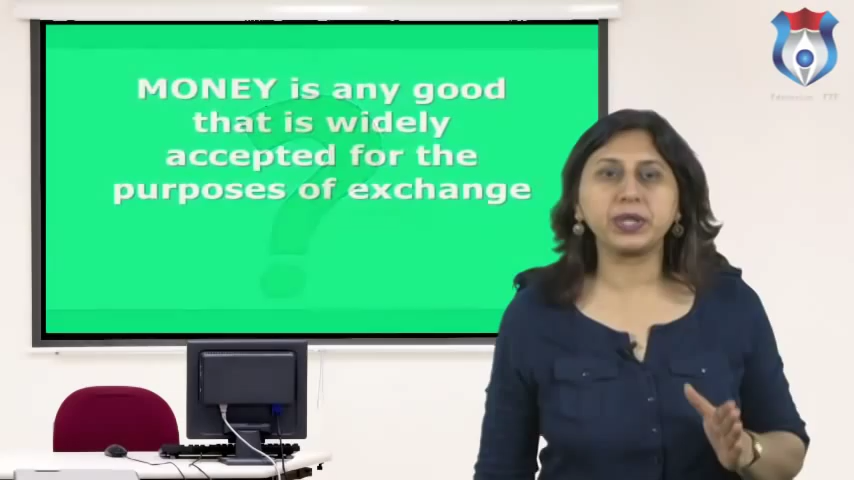 MONEY is any good
that is widely
accepted for the
purposes of exchange